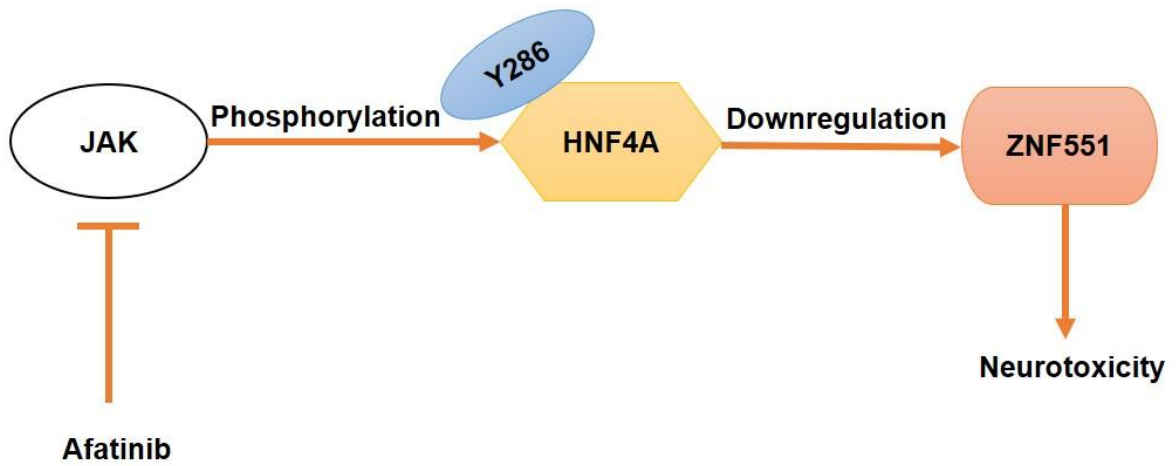 Y286
JAK
Phosphorylation
HNF4A
Downregulation
ZNF551
Neurotoxicity
Afatinib